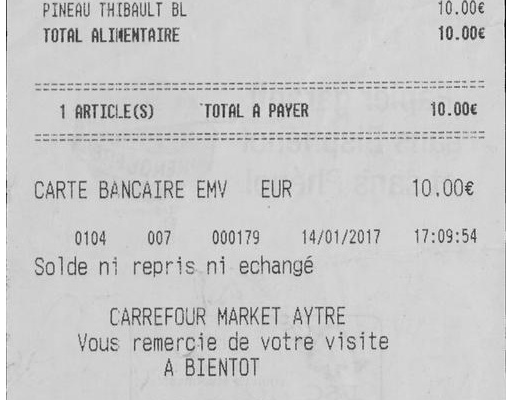 PINEAU THIBAULT BL 10.00€
TOTAL ALIMENTAIRE 10.00€
================================================
1 ARTICLE(S) TOTAL A PAYER 10.00€
================================================
CARTE BANCAIRE EMV EUR 10.00€
0104 007 000179 14/01/2017 17:09:54
Solde ni repris ni echangé
CARREFOUR MARKET AYTRE
Vous remercie de votre visite
A BIENTOT